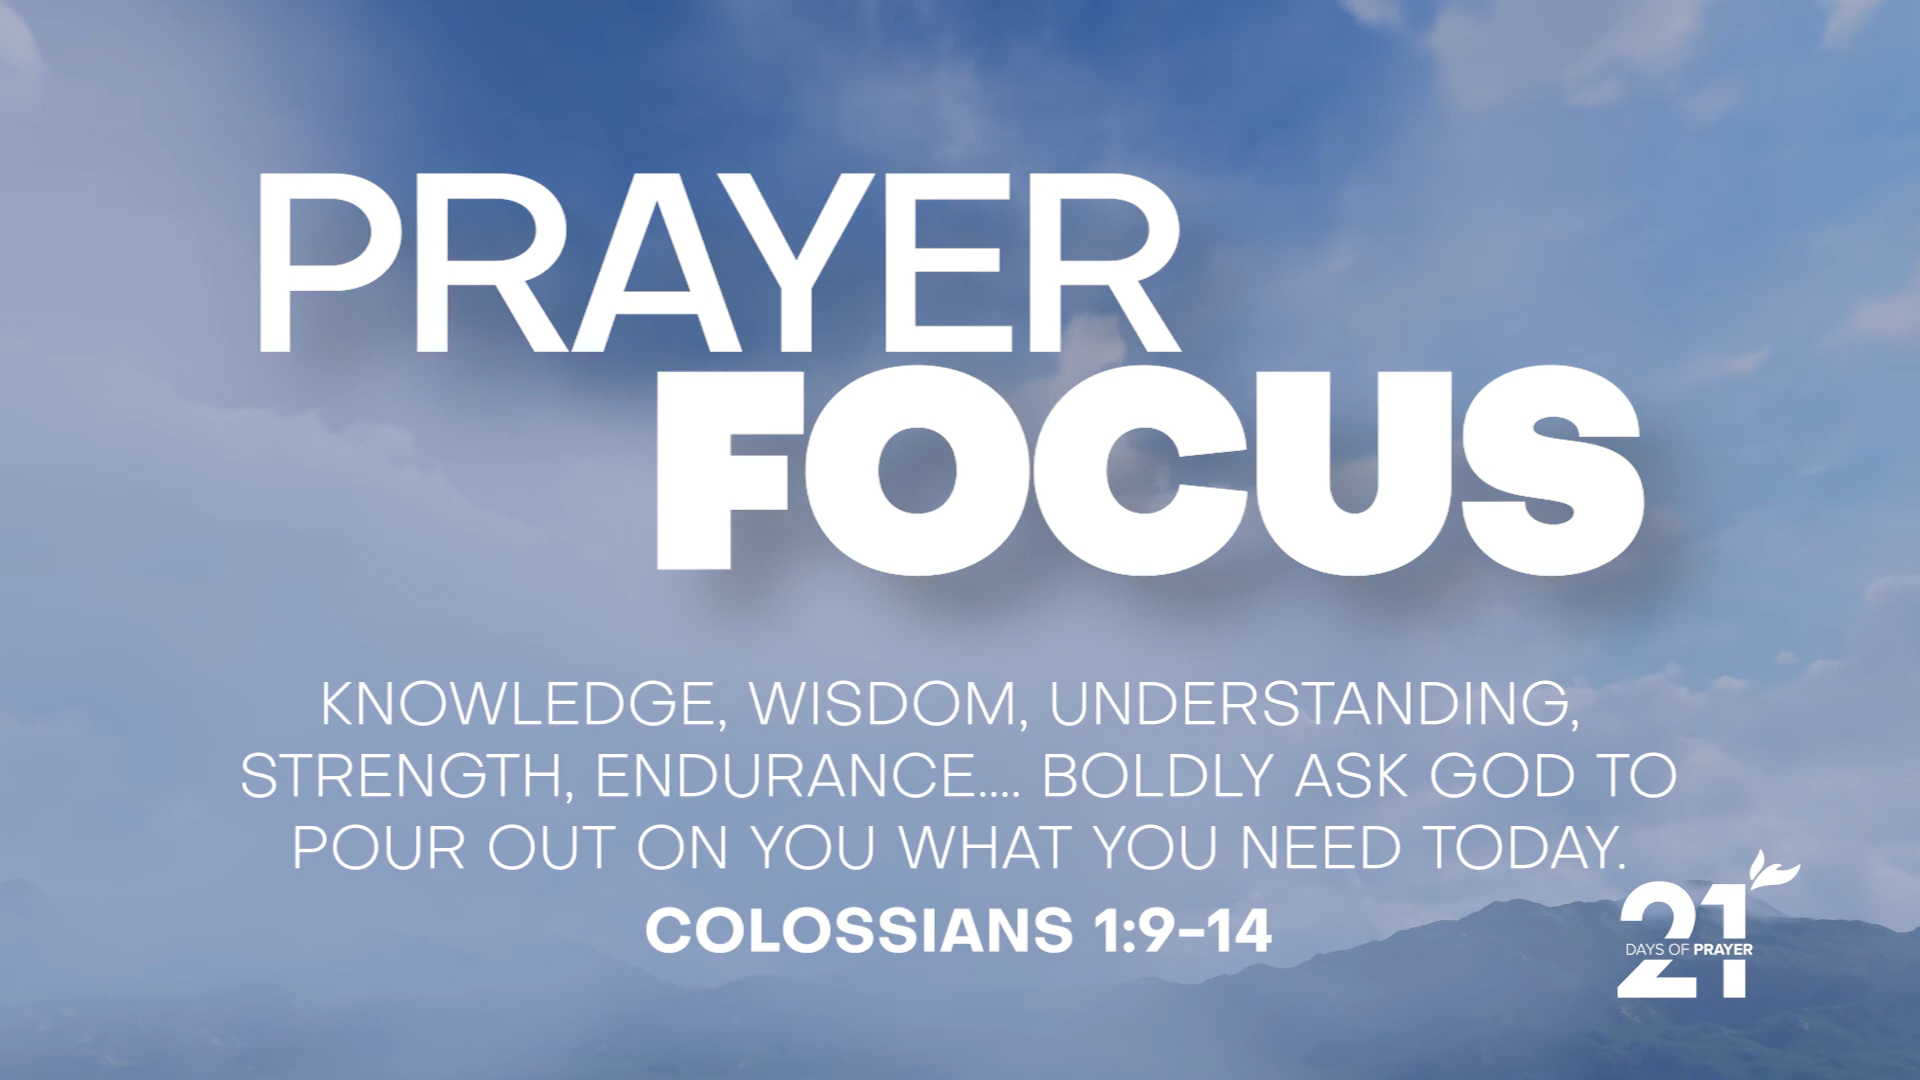 PRAYER
FOCUS
KNOWLEDGE, WISDOM, UNDERSTANDING,
STRENGTH, ENDURANCE.... BOLDLY ASK GOD TO
POUR OUT ON YOU WHAT YOU NEED TODAY.
COLOSSIANS 1:9-14
21
DAYS OF PRAYER